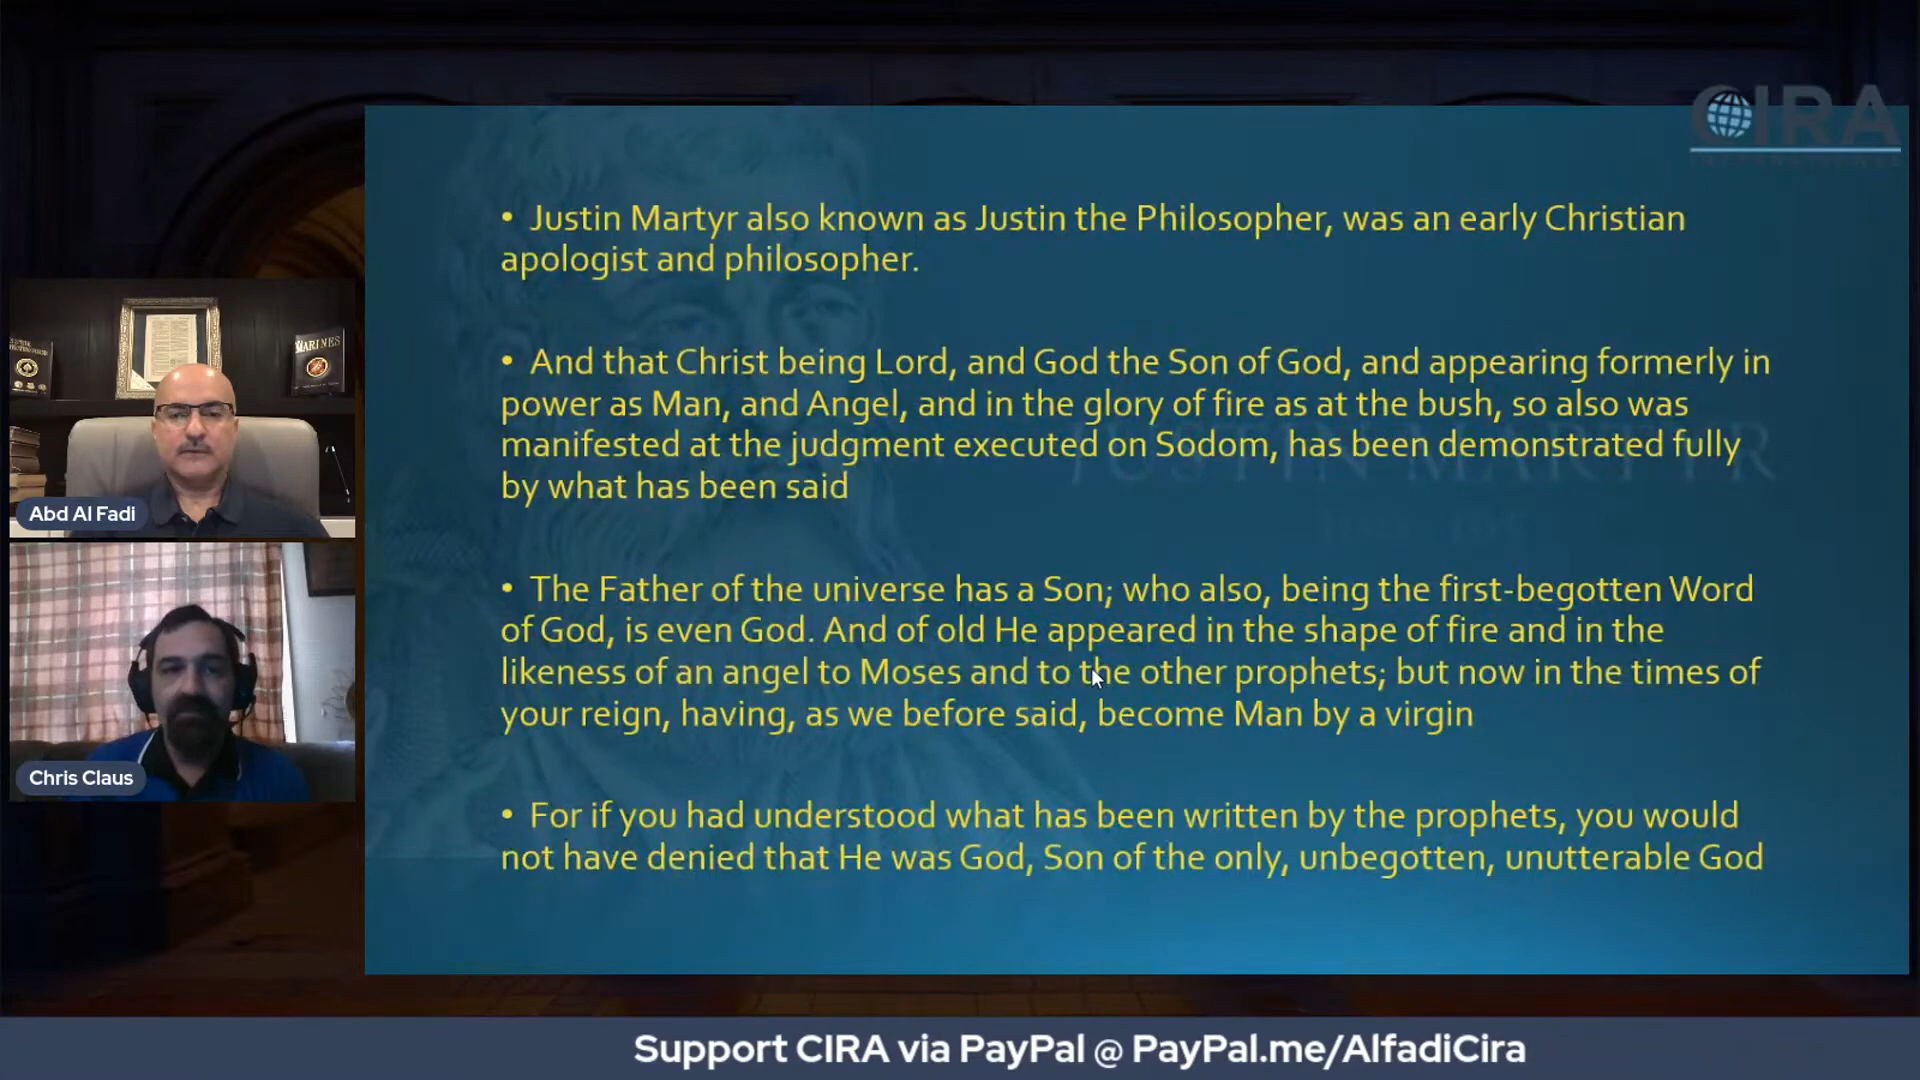 CIRA
INTERNATIONAL
• Justin Martyr also known as Justin the Philosopher, was an early Christian
apologist and philosopher.
• And that Christ being Lord, and God the Son of God, and appearing formerly in
power as Man, and Angel, and in the glory of fire as at the bush, so also was
manifested at the judgment executed on Sodom, has been demonstrated fully
by what has been said
JUSTIN MARTYR
• The Father of the universe has a Son; who also, being the first-begotten Word
of God, is even God. And of old He appeared in the shape of fire and in the
likeness of an angel to Moses and to the other prophets; but now in the times of
your reign, having, as we before said, become Man by a virgin
• For if you had understood what has been written by the prophets, you would
not have denied that He was God, Son of the only, unbegotten, unutterable God
MARINES
Abd Al Fadi
Chris Claus
Support CIRA via PayPal @ PayPal.me/AlfadiCira